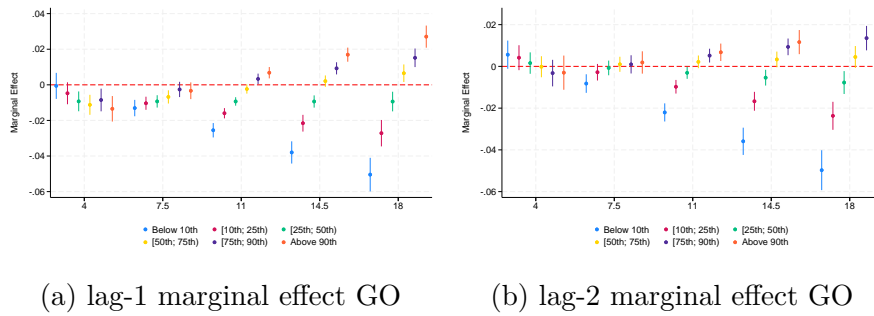 .04
.02
0
-.02
-.04
-.06
Marginal Effect
4 7.5 11 14.5 18
Below 10th [10th; 25th) [25th; 50th)
[50th; 75th) [75th; 90th) Above 90th
(a) lag-1 marginal effect GO
.02
0
-.02
-.04
-.06
Marginal Effect
4 7.5 11 14.5 18
Below 10th [10th; 25th) [25th; 50th)
[50th; 75th) [75th; 90th) Above 90th
(b) lag-2 marginal effect GO